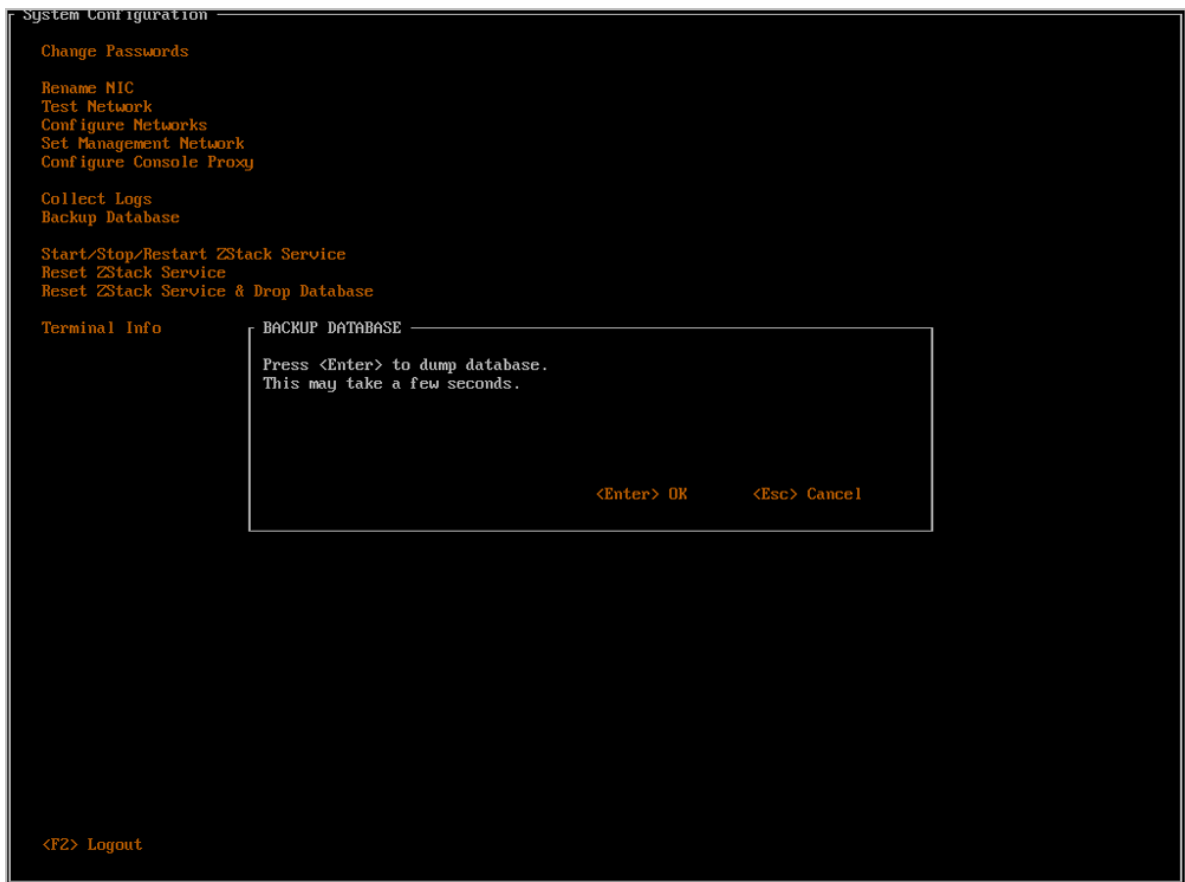 System Configuration
Change Passwords
Rename NIC
Test Network
Configure Networks
Set Management Network
Configure Console Proxy
Collect Logs
Backup Database
Start/Stop/Restart ZStack Service
Reset ZStack Service
Reset ZStack Service & Drop Database
Terminal Info
BACKUP DATABASE
Press <Enter> to dump database.
This may take a few seconds.
<Enter> OK <Esc> Cancel
<F2> Logout